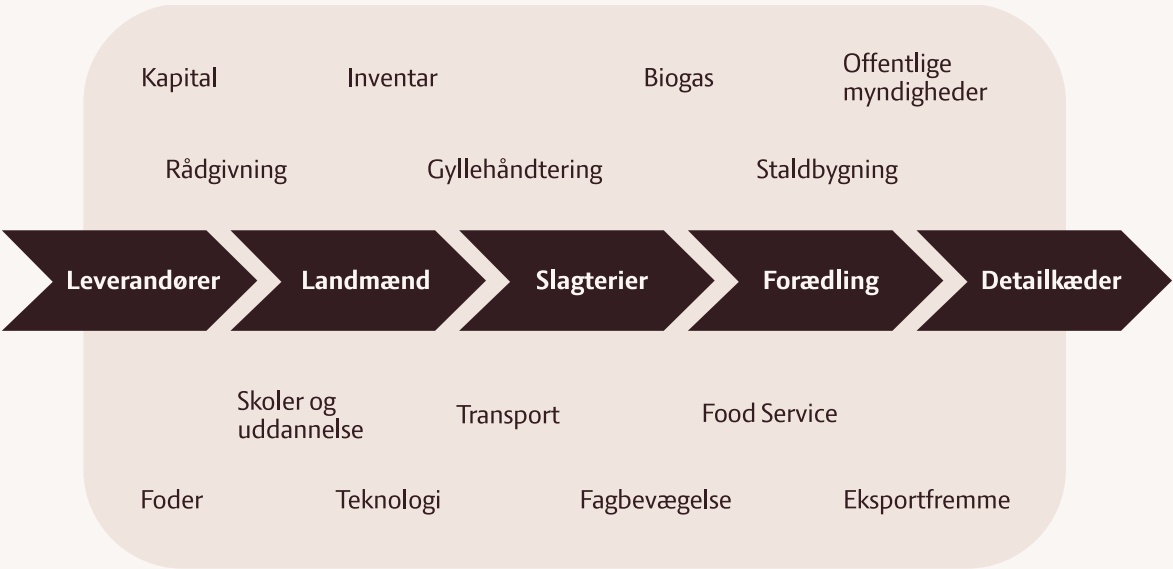 Kapital
Inventar
Biogas
Offentlige
myndigheder
Rådgivning
Gyllehåndtering
Staldbygning
Leverandører
Landmænd
Slagterier
Forædling
Detailkæder
Skoler og
uddannelse
Transport
Food Service
Foder
Teknologi
Fagbevægelse
Eksportfremme